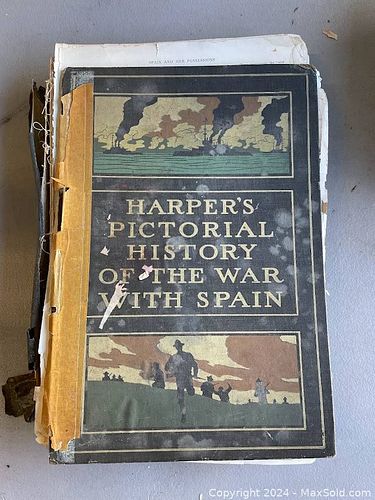 SPAIN AND HER POSSESSIONS
HARPER'S
PICTORIAL
HISTORY
OF THE WAR
WITH SPAIN
Copyright © 2024 - MaxSold.com